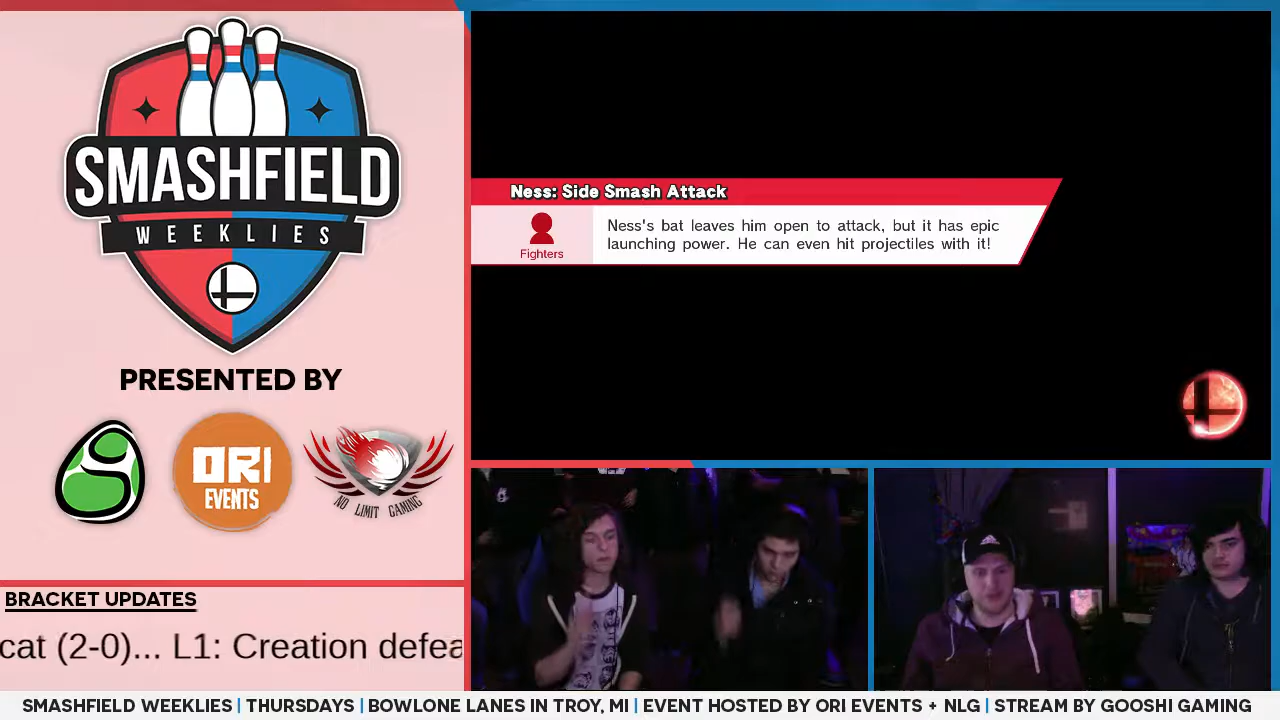 SMASHFIELD
WEEKLIES
PRESENTED BY
ORI
EVENTS
NO LIMIT GAMING
BRACKET UPDATES
cat (2-0)... L1: Creation defea
Ness: Side Smash Attack
Fighters
Ness's bat leaves him open to attack, but it has epic
launching power. He can even hit projectiles with it!
SMASHFIELD WEEKLIES | THURSDAYS | BOWLONE LANES IN TROY, MI | EVENT HOSTED BY ORI EVENTS + NLG | STREAM BY GOOSHI GAMING